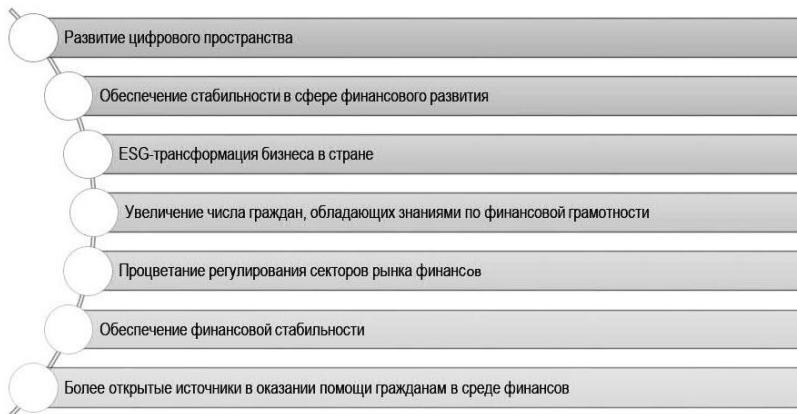 Развитие цифрового пространства
Обеспечение стабильности в сфере финансового развития
ESG-трансформация бизнеса в стране
Увеличение числа граждан, обладающих знаниями по финансовой грамотности
Процветание регулирования секторов рынка финансов
Обеспечение финансовой стабильности
Более открытые источники в оказании помощи гражданам в среде финансов